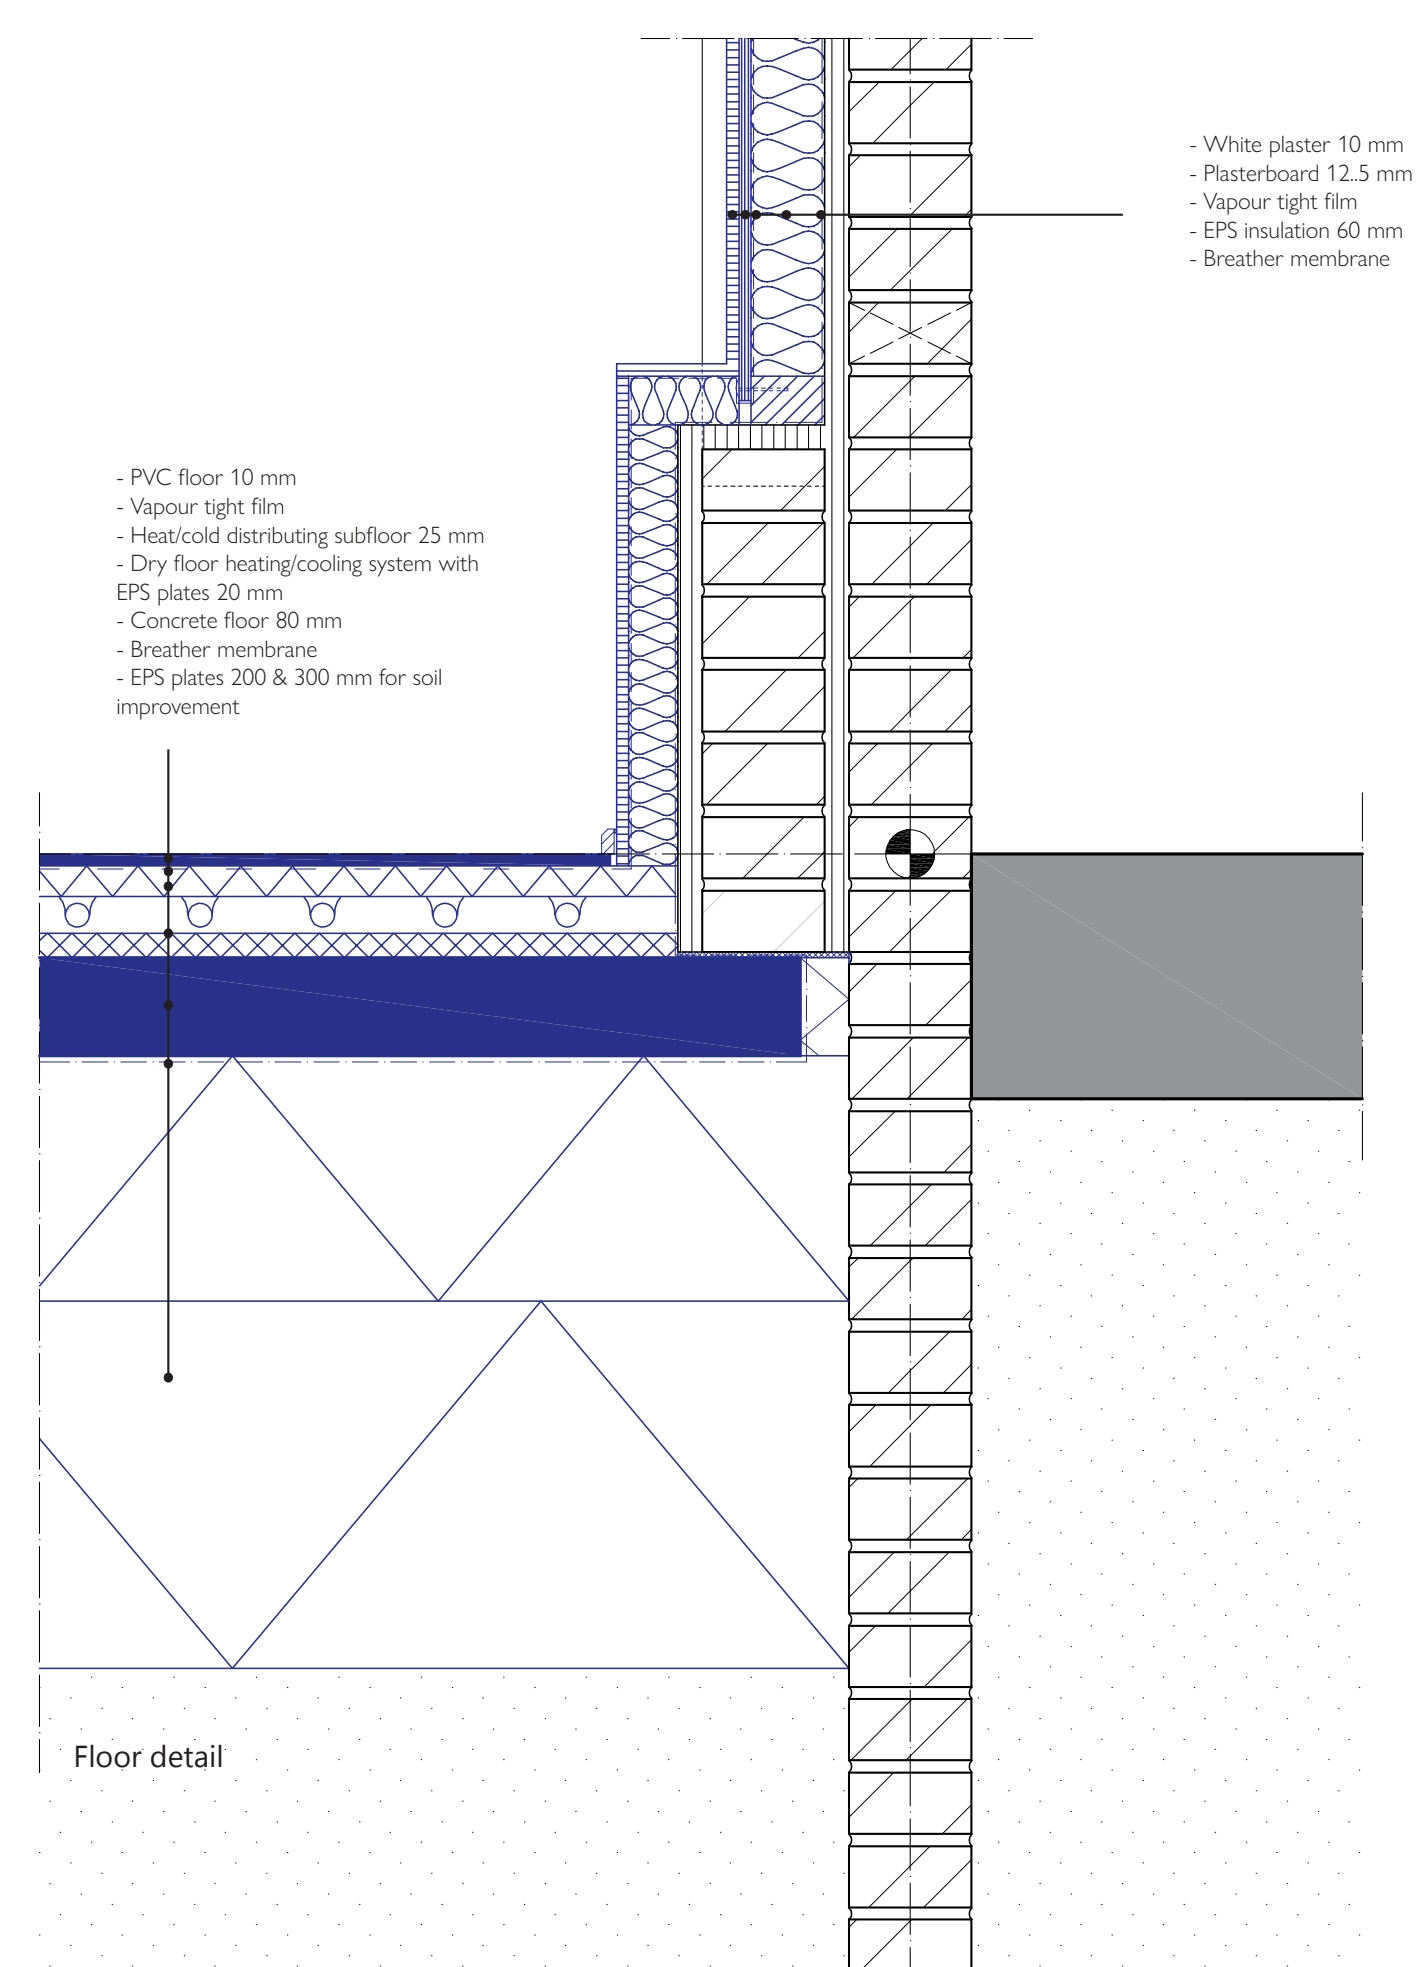 - White plaster 10 mm
- Plasterboard 12..5 mm
- Vapour tight film
- EPS insulation 60 mm
- Breather membrane
- PVC floor 10 mm
- Vapour tight film
- Heat/cold distributing subfloor 25 mm
- Dry floor heating/cooling system with
EPS plates 20 mm
- Concrete floor 80 mm
- Breather membrane
- EPS plates 200 & 300 mm for soil
improvement
Floor detail